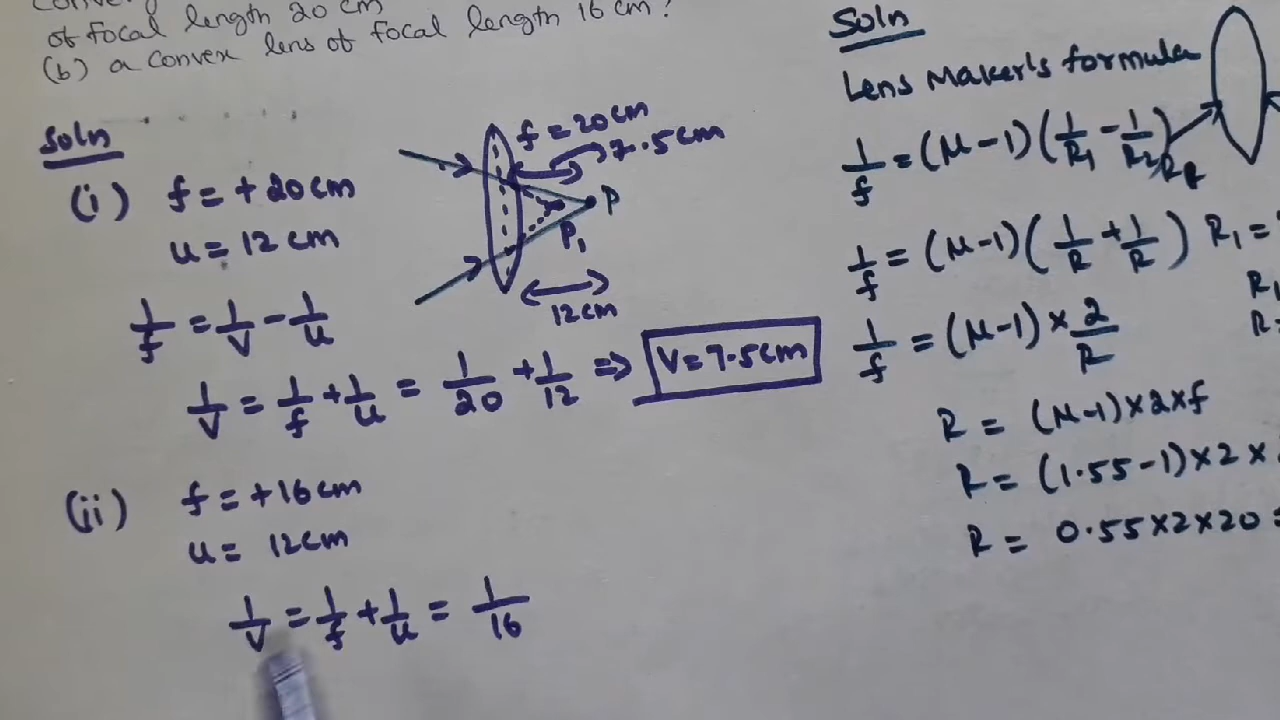 of focal length 20 cm
(b) a convex lens of focal length 16 cm?
Soln
(i) f = + 20 cm
u = 12 cm
f = 20 cm
7.5 cm
P
P₁
12 cm
1/f = 1/v - 1/u
1/v = 1/f + 1/u = 1/20 + 1/12 ⇒ v = 7.5 cm
(ii) f = +16 cm
u = 12 cm
1/v = 1/f + 1/u = 1/16
Soln
Lens Maker's formula
1/f = (μ-1)(1/R₁ - 1/R₂)
1/f = (μ-1)(1/R + 1/R) R₁ =
1/f = (μ-1) × 2/R
R = (μ-1)×2×f
R = (1.55-1)×2×
R = 0.55×2×20 =